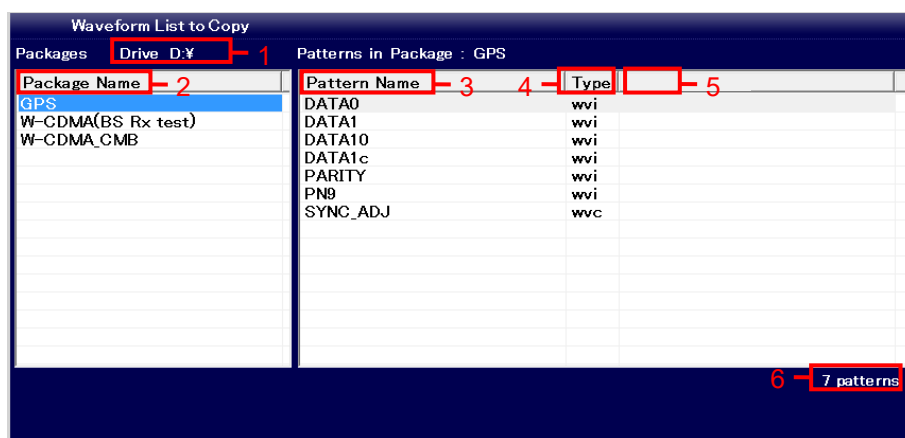 Waveform List to Copy
Packages Drive D:¥ 1 Patterns in Package : GPS
Package Name 2 Pattern Name 3 4 Type 5
GPS DATA0 wvi
W-CDMA(BS Rx test) DATA1 wvi
W-CDMA_CMB DATA10 wvi
DATA1c wvi
PARITY wvi
PN9 wvi
SYNC_ADJ wvc
6 7 patterns